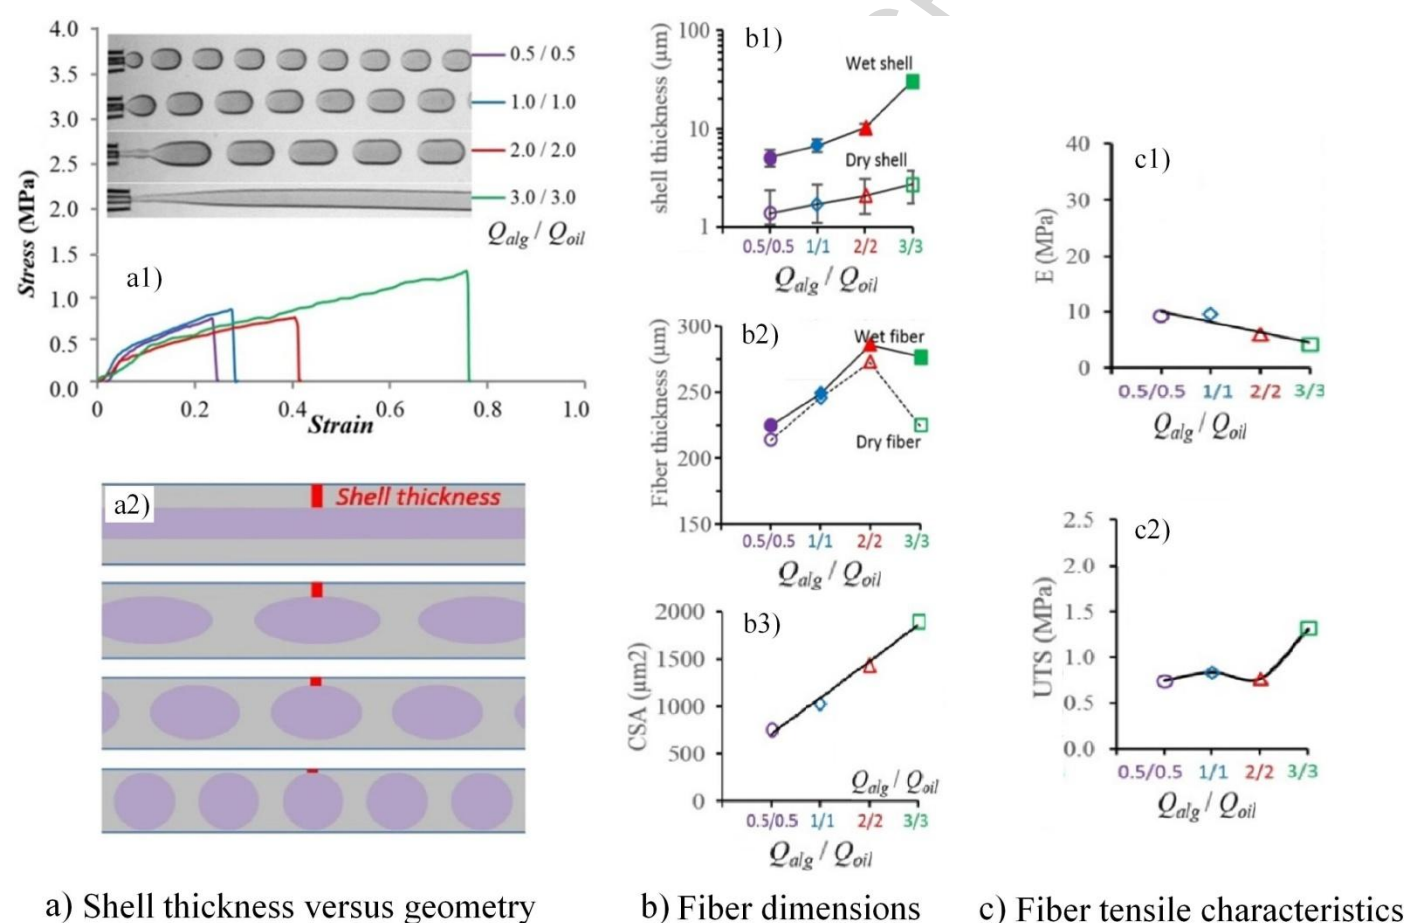 4.0
3.5
3.0
2.5
2.0
1.5
1.0
0.5
0.0
Stress (MPa)
0.5 / 0.5
1.0 / 1.0
2.0 / 2.0
3.0 / 3.0
Qalg / Qoil
a1)
0 0.2 0.4 0.6 0.8 1.0
Strain
a2)
Shell thickness
a) Shell thickness versus geometry
b1)
100
10
1
shell thickness (µm)
Wet shell
Dry shell
0.5/0.5 1/1 2/2 3/3
Qalg / Qoil
b2)
300
250
200
150
Fiber thickness (µm)
Wet fiber
Dry fiber
0.5/0.5 1/1 2/2 3/3
Qalg / Qoil
b3)
2000
1500
1000
500
0
CSA (µm2)
Qalg / Qoil
0.5/0.5 1/1 2/2 3/3
Qalg / Qoil
b) Fiber dimensions
c1)
40
30
20
10
0
E (MPa)
0.5/0.5 1/1 2/2 3/3
Qalg / Qoil
c2)
2.5
2.0
1.5
1.0
0.5
0.0
UTS (MPa)
0.5/0.5 1/1 2/2 3/3
Qalg / Qoil
c) Fiber tensile characteristics